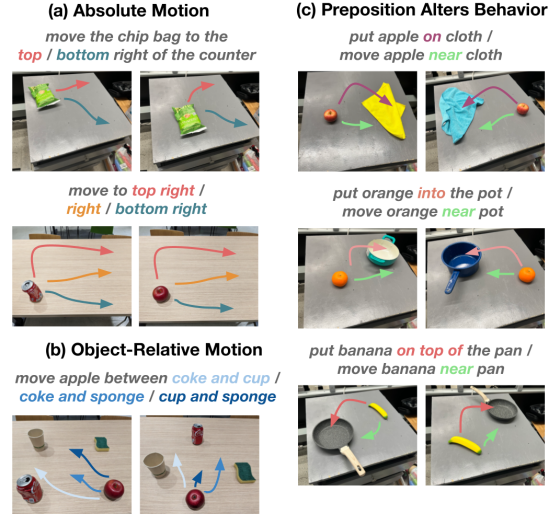 (a) Absolute Motion
move the chip bag to the
top / bottom right of the counter
move to top right /
right / bottom right
(b) Object-Relative Motion
move apple between coke and cup /
coke and sponge / cup and sponge
(c) Preposition Alters Behavior
put apple on cloth /
move apple near cloth
put orange into the pot /
move orange near pot
put banana on top of the pan /
move banana near pan